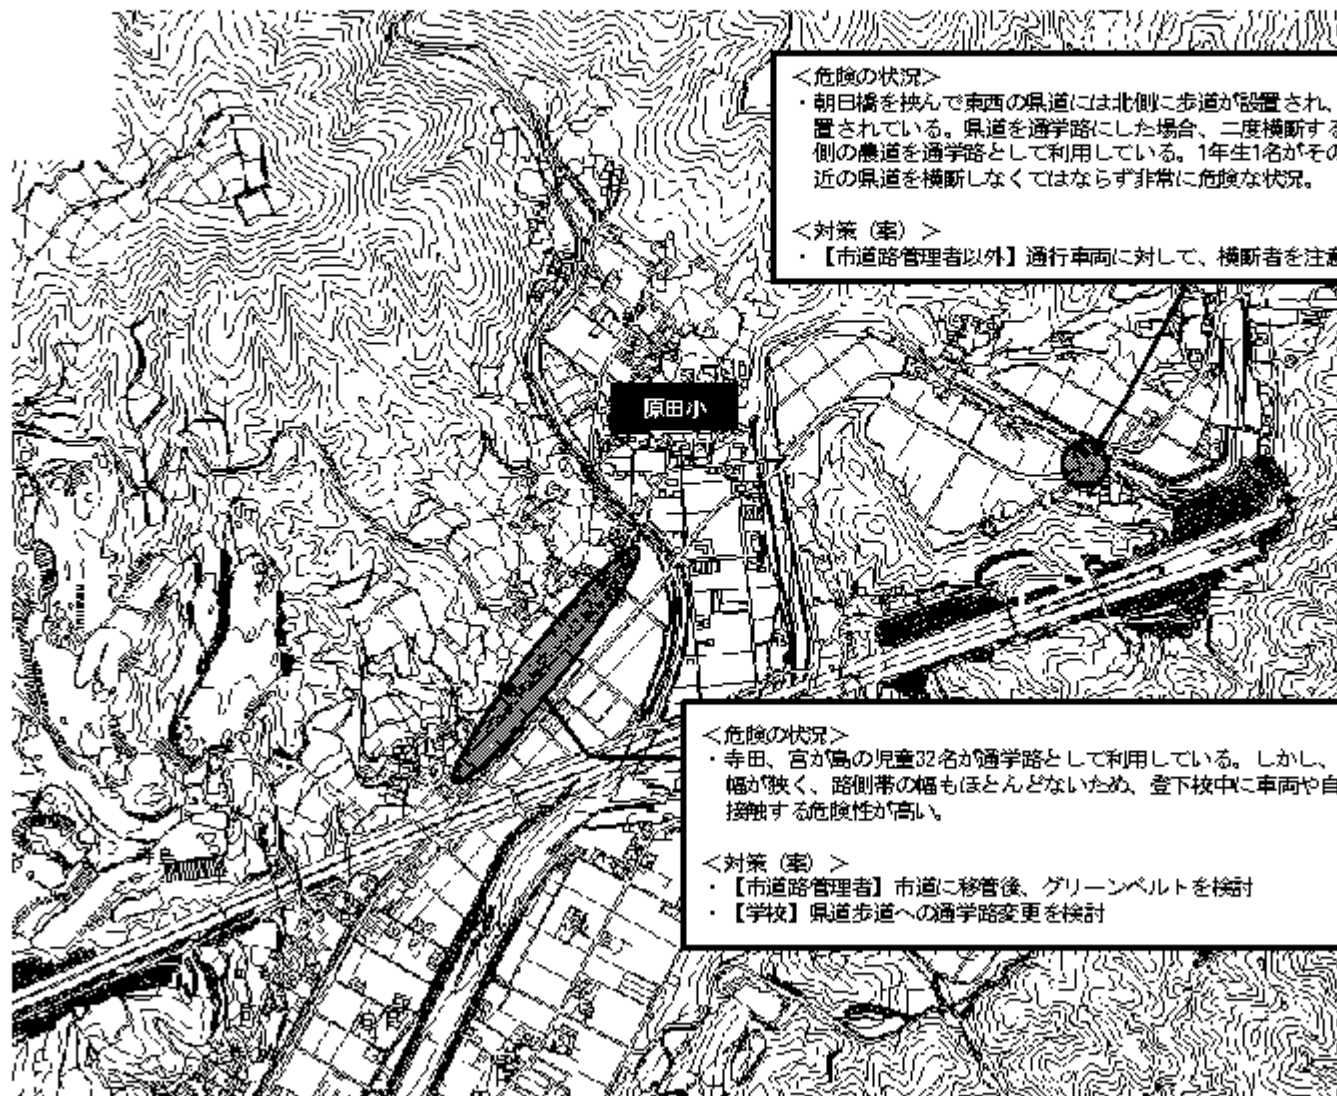 ＜危険の状況＞
・朝日橋を挟んで東西の県道には北側に歩道が設置され、
置されている。県道を通学路にした場合、二度横断する
側の農道を通学路として利用している。1年生1名がその
近の県道を横断しなくてはならず非常に危険な状況。
＜対策（案）＞
・【市道路管理者以外】通行車両に対して、横断者を注意
原田小
＜危険の状況＞
・寺田、宮が島の児童32名が通学路として利用している。しかし、
幅が狭く、路側帯の幅もほとんどないため、登下校中に車両や自
接触する危険性が高い。
＜対策（案）＞
・【市道路管理者】市道に移管後、グリーンベルトを検討
・【学校】県道歩道への通学路変更を検討